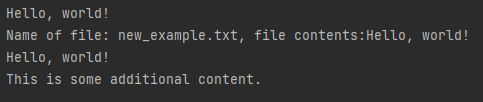 Hello, world!
Name of file: new_example.txt, file contents:Hello, world!
Hello, world!
This is some additional content.